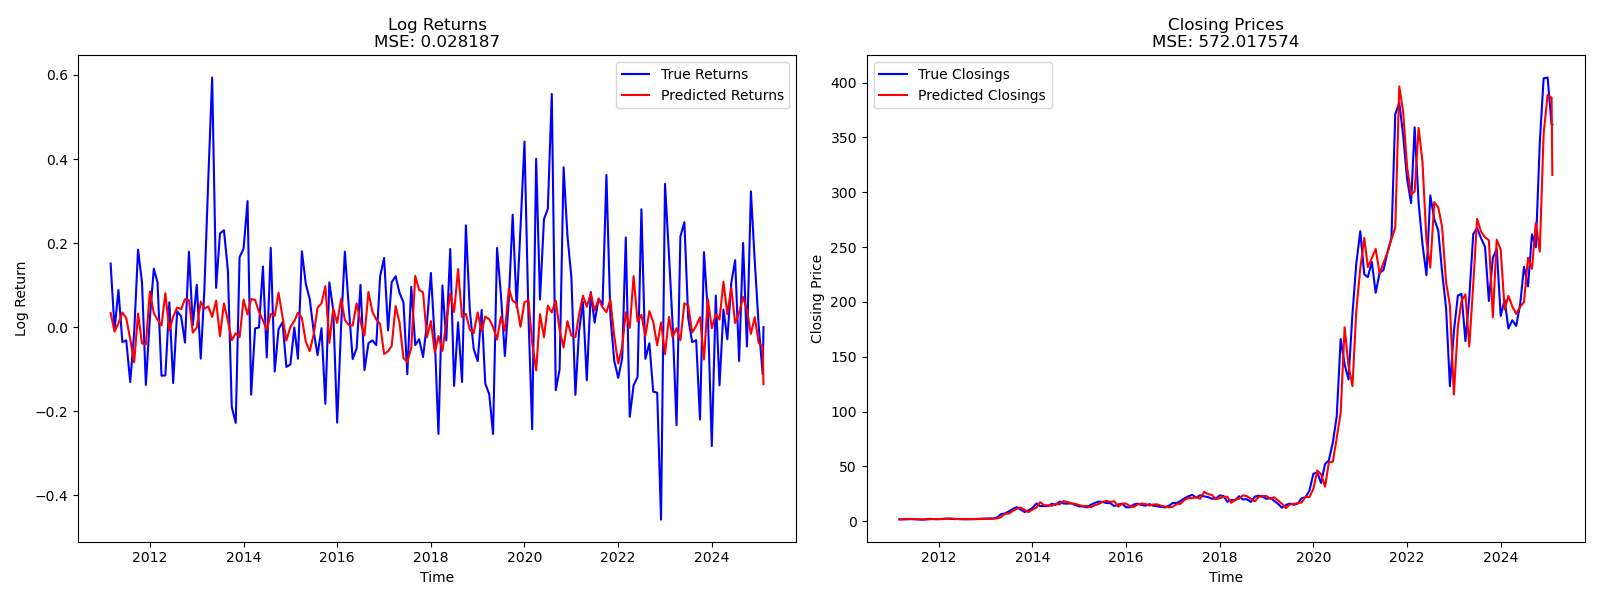 Log Returns
MSE: 0.028187
True Returns
Predicted Returns
0.6
0.4
0.2
0.0
−0.2
−0.4
Log Return
2012
2014
2016
2018
2020
2022
2024
Time
Closing Prices
MSE: 572.017574
True Closings
Predicted Closings
400
350
300
250
200
150
100
50
0
Closing Price
2012
2014
2016
2018
2020
2022
2024
Time